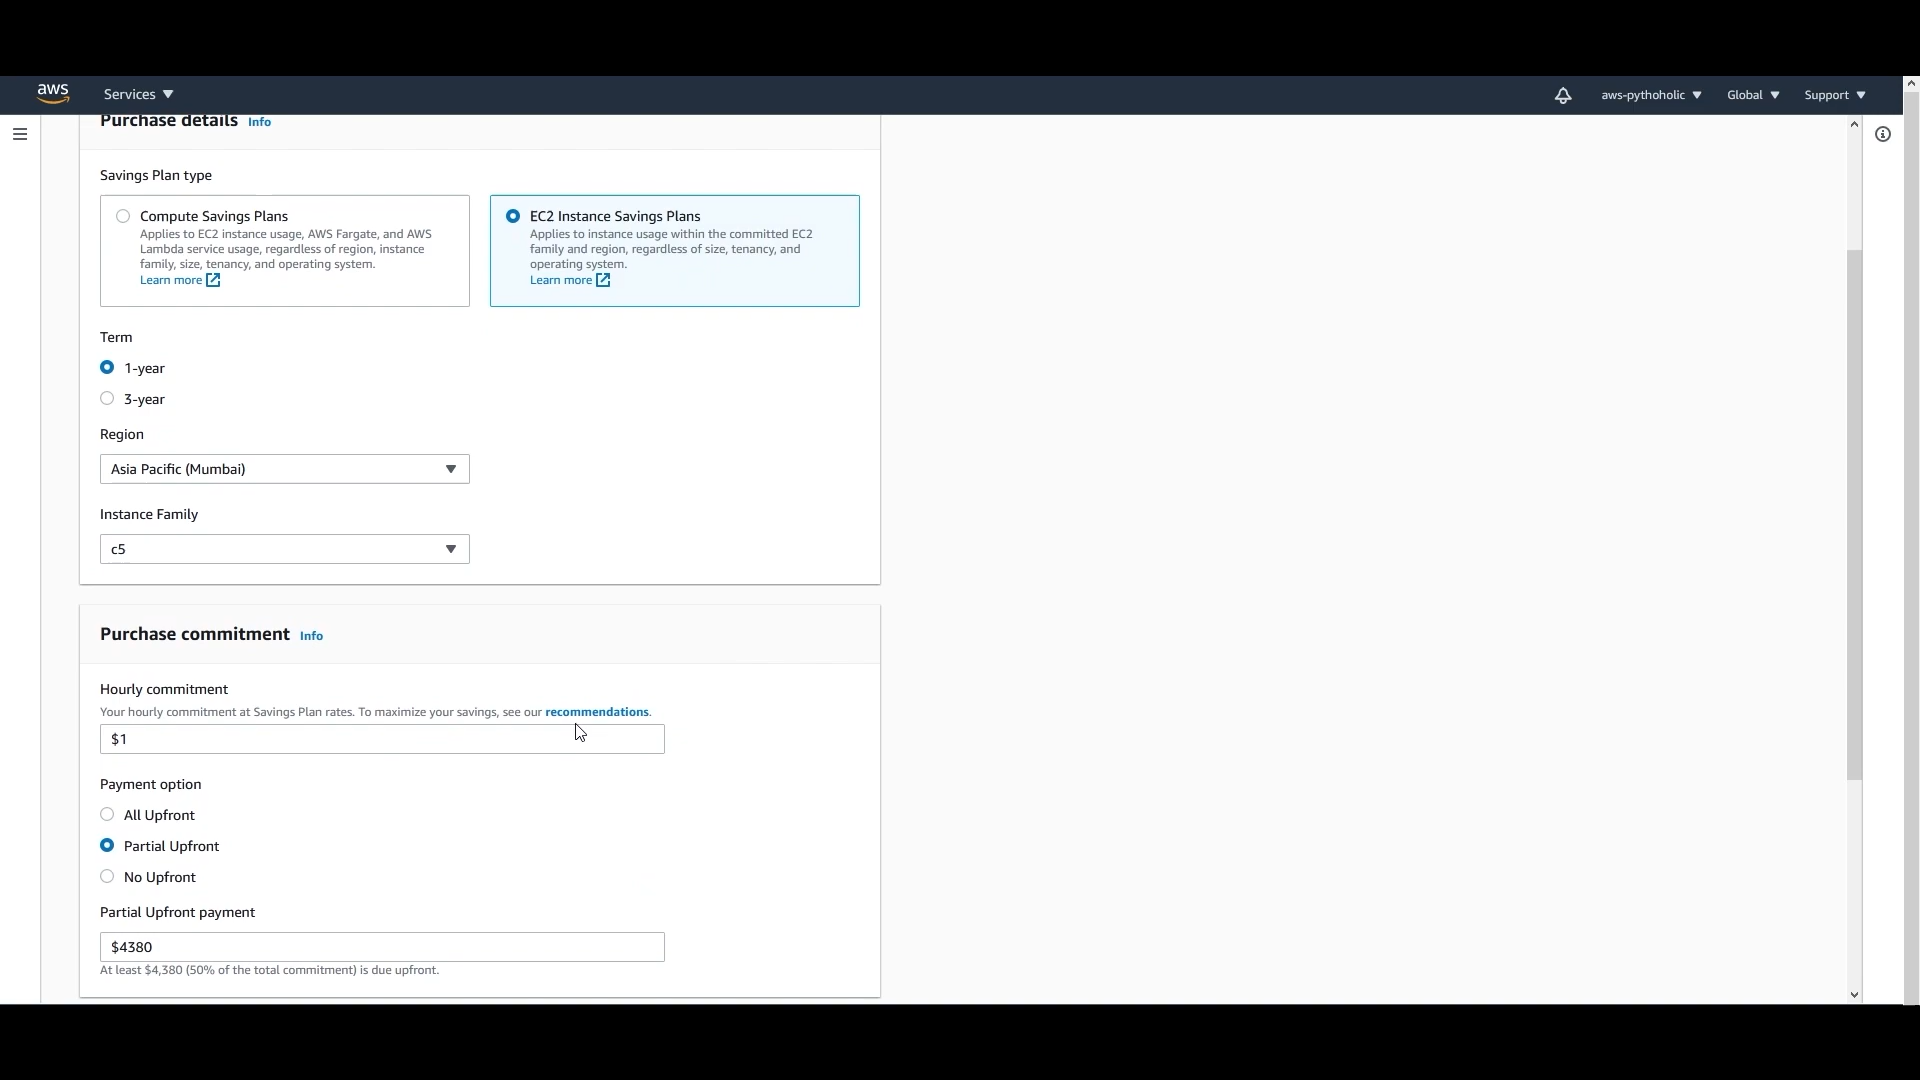 aws Services aws-pythoholic Global Support
Purchase details Info
Savings Plan type
Compute Savings Plans
Applies to EC2 instance usage, AWS Fargate, and AWS
Lambda service usage, regardless of region, instance
family, size, tenancy, and operating system.
Learn more
EC2 Instance Savings Plans
Applies to instance usage within the committed EC2
family and region, regardless of size, tenancy, and
operating system.
Learn more
Term
1-year
3-year
Region
Asia Pacific (Mumbai)
Instance Family
c5
Purchase commitment Info
Hourly commitment
Your hourly commitment at Savings Plan rates. To maximize your savings, see our recommendations.
$1
Payment option
All Upfront
Partial Upfront
No Upfront
Partial Upfront payment
$4380
At least $4,380 (50% of the total commitment) is due upfront.